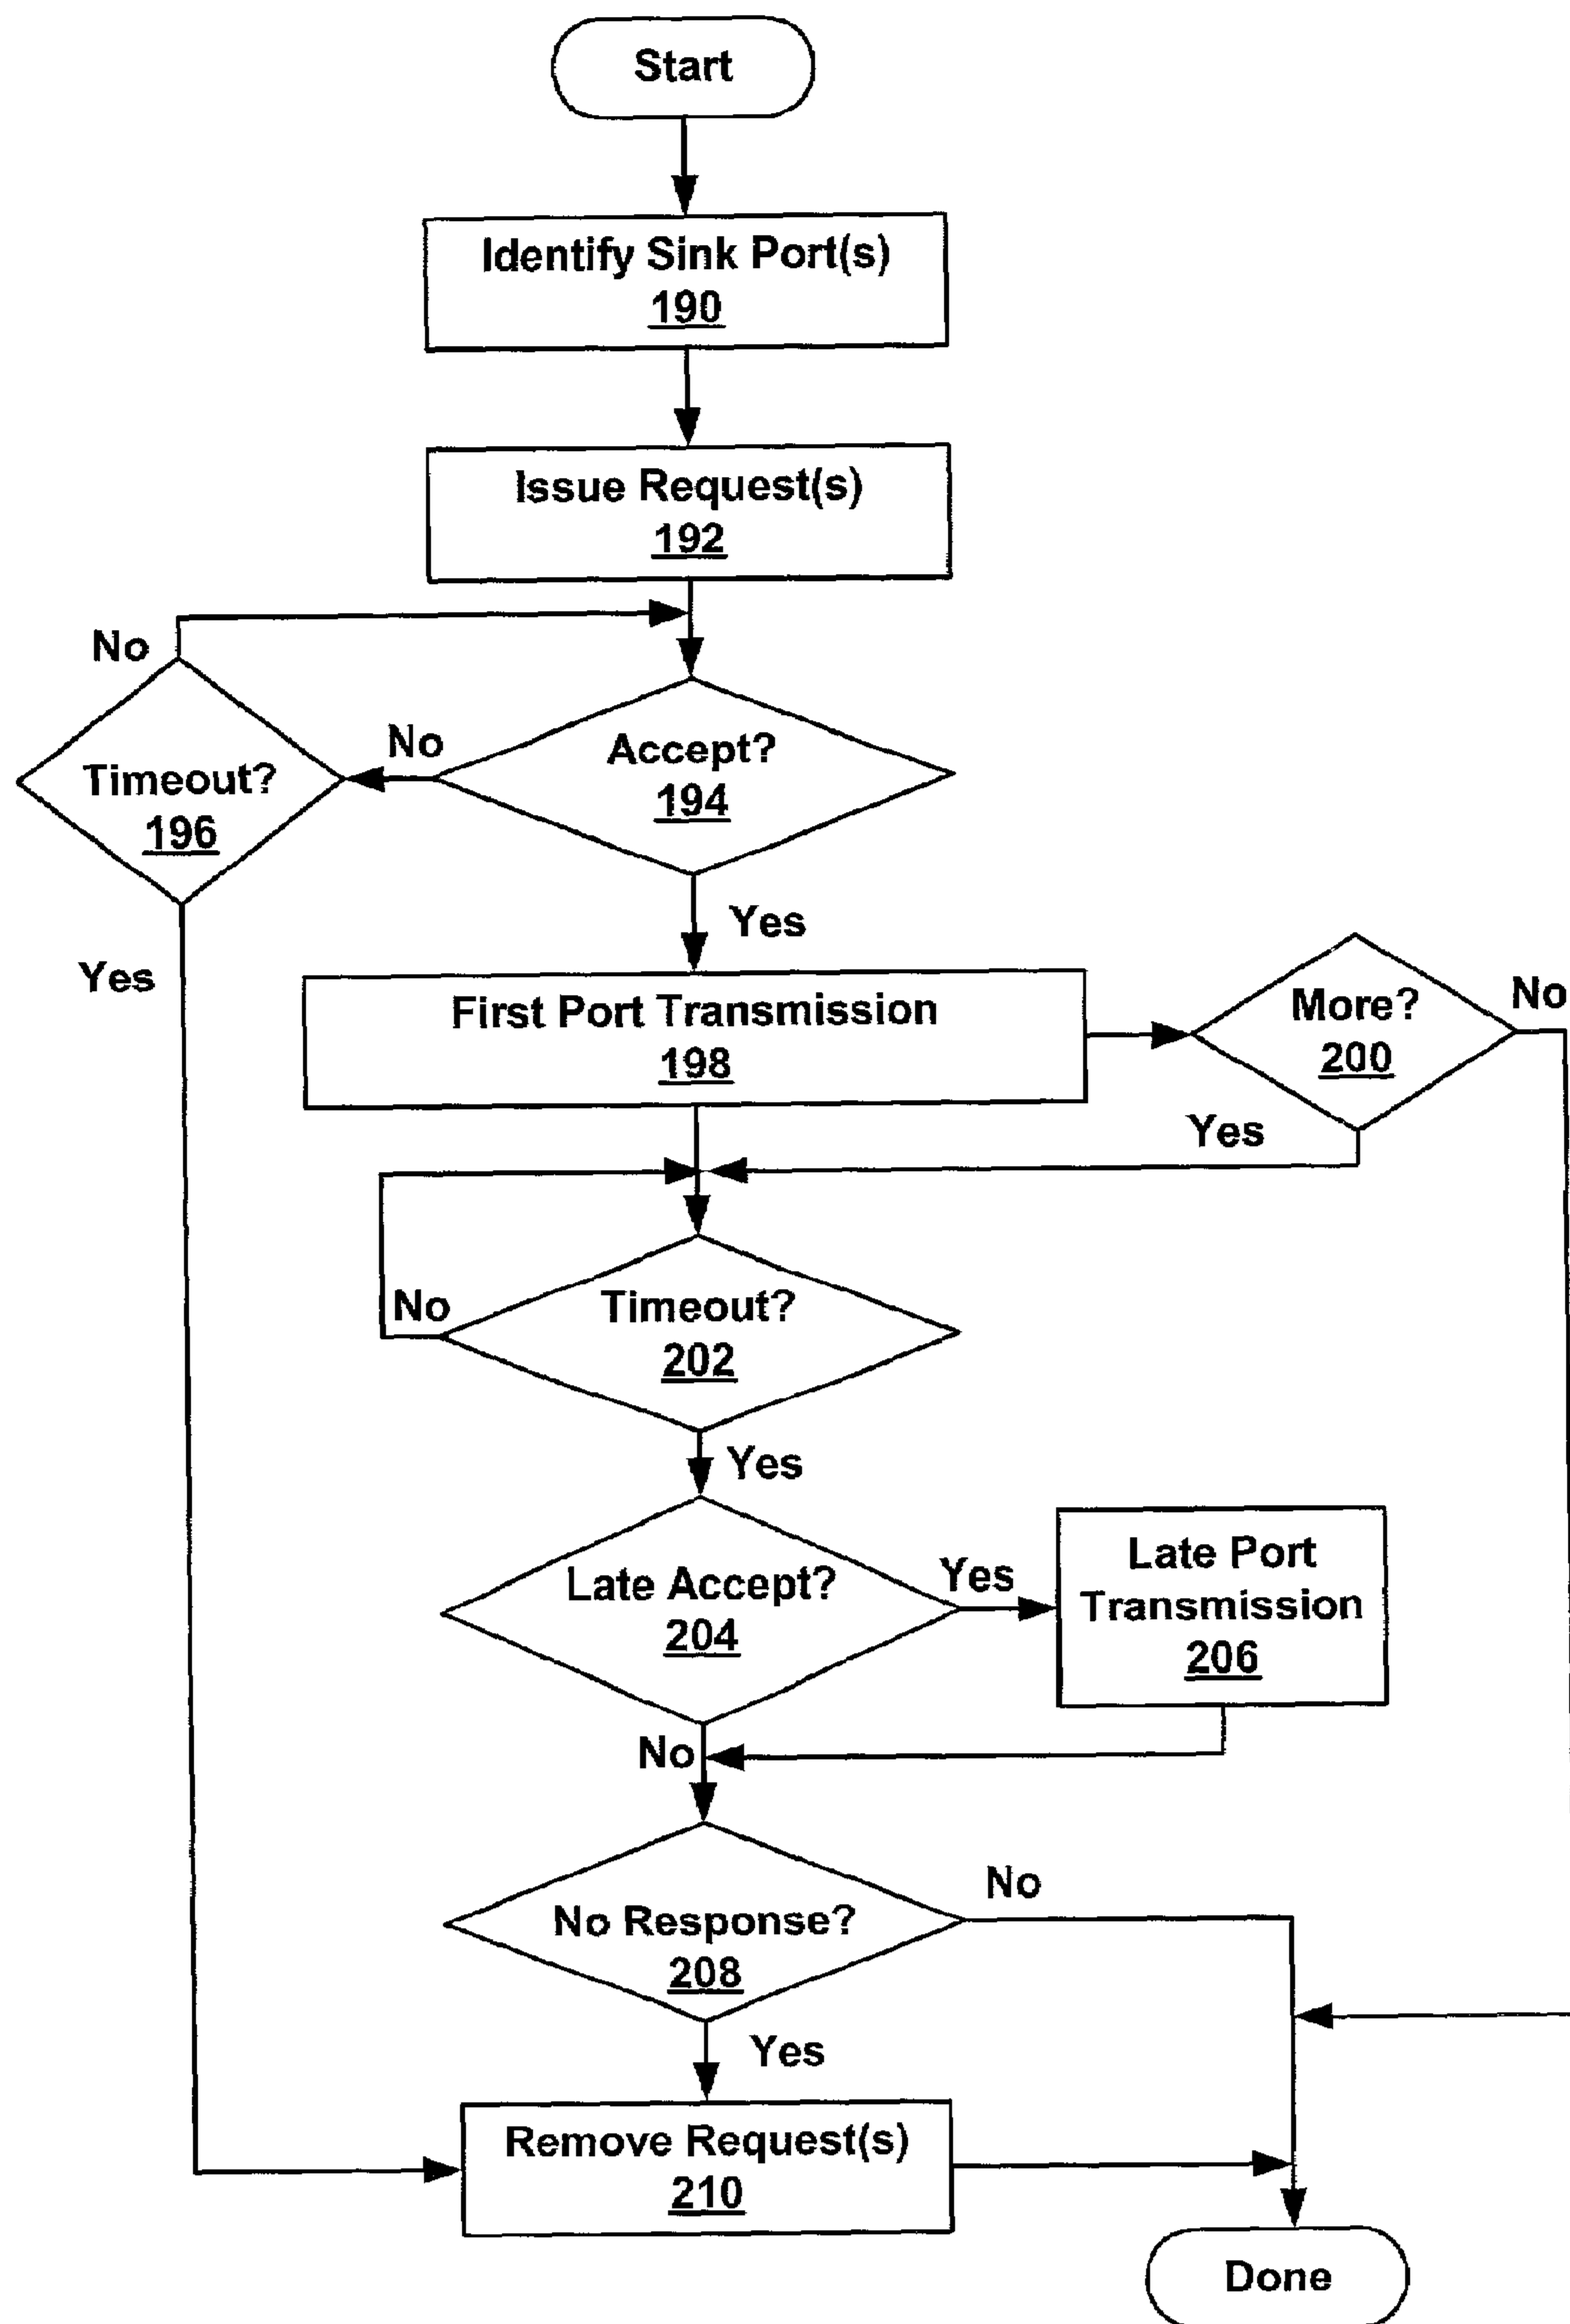 Start
Identify Sink Port(s)
190
Issue Request(s)
192
No
No
Accept?
194
Timeout?
196
Yes
Yes
First Port Transmission
198
More?
200
No
Yes
No
Timeout?
202
Yes
Late Accept?
204
Yes
Late Port
Transmission
206
No
No Response?
208
No
Yes
Remove Request(s)
210
Done